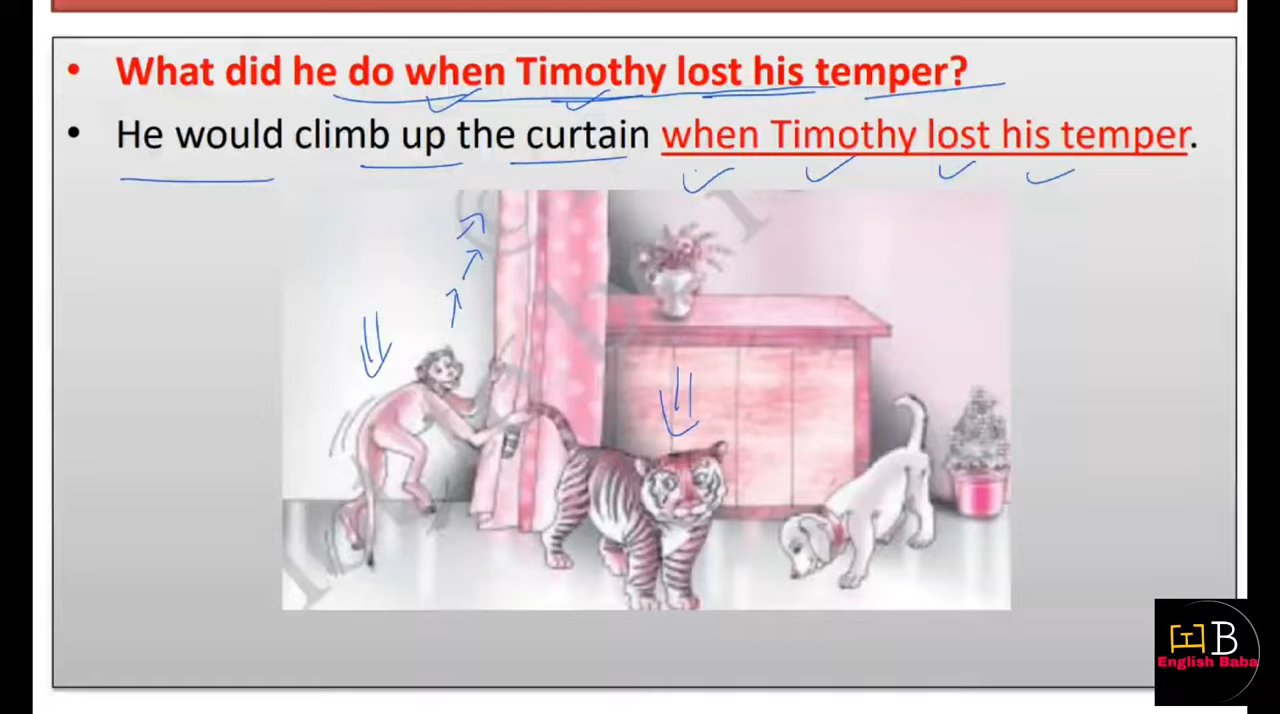 • What did he do when Timothy lost his temper?
• He would climb up the curtain when Timothy lost his temper.
B
English Baba